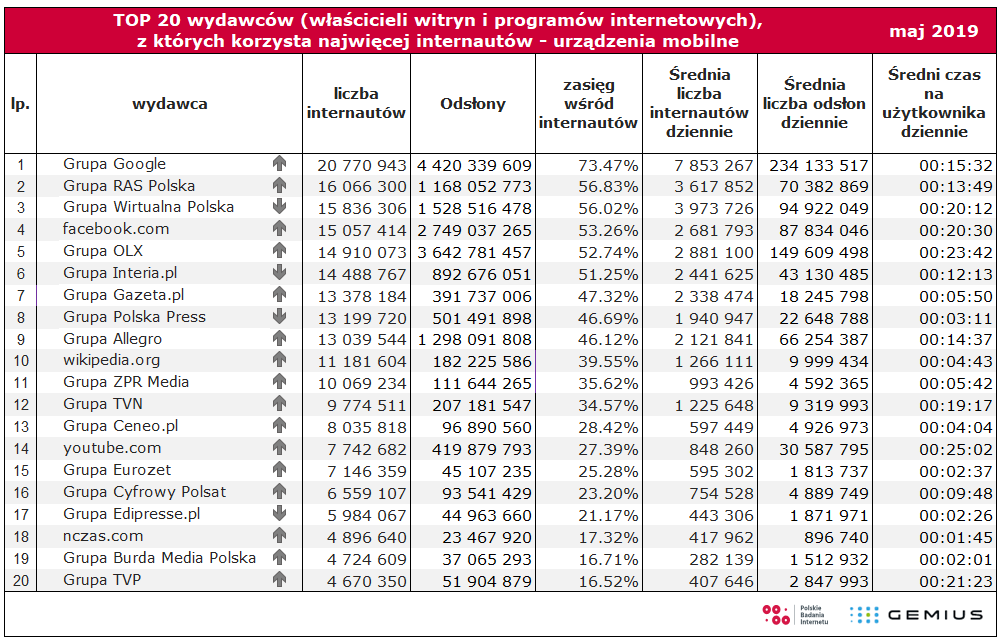 TOP 20 wydawców (właścicieli witryn i programów internetowych),
z których korzysta najwięcej internautów - urządzenia mobilne
maj 2019
lp. wydawca liczba internautów Odsłony zasięg wśród internautów Średnia liczba internautów dziennie Średnia liczba odsłon dziennie Średni czas na użytkownika dziennie
1 Grupa Google 20 770 943 4 420 339 609 73.47% 7 853 267 234 133 517 00:15:32
2 Grupa RAS Polska 16 066 300 1 168 052 773 56.83% 3 617 852 70 382 869 00:13:49
3 Grupa Wirtualna Polska 15 836 306 1 528 516 478 56.02% 3 973 726 94 922 049 00:20:12
4 facebook.com 15 057 414 2 749 037 265 53.26% 2 681 793 87 834 046 00:20:30
5 Grupa OLX 14 910 073 3 642 781 457 52.74% 2 881 100 149 609 498 00:23:42
6 Grupa Interia.pl 14 488 767 892 676 051 51.25% 2 441 625 43 130 485 00:12:13
7 Grupa Gazeta.pl 13 378 184 391 737 006 47.32% 2 338 474 18 245 798 00:05:50
8 Grupa Polska Press 13 199 720 501 491 898 46.69% 1 940 947 22 648 788 00:03:11
9 Grupa Allegro 13 039 544 1 298 091 808 46.12% 2 121 841 66 254 387 00:14:37
10 wikipedia.org 11 181 604 182 225 586 39.55% 1 266 111 9 999 434 00:04:43
11 Grupa ZPR Media 10 069 234 111 644 265 35.62% 993 426 4 592 365 00:05:42
12 Grupa TVN 9 774 511 207 181 547 34.57% 1 225 648 9 319 993 00:19:17
13 Grupa Ceneo.pl 8 035 818 96 890 560 28.42% 597 449 4 926 973 00:04:04
14 youtube.com 7 742 682 419 879 793 27.39% 848 260 30 587 795 00:25:02
15 Grupa Eurozet 7 146 359 45 107 235 25.28% 595 302 1 813 737 00:02:37
16 Grupa Cyfrowy Polsat 6 559 107 93 541 429 23.20% 754 528 4 889 749 00:09:48
17 Grupa Edipresse.pl 5 984 067 44 963 660 21.17% 443 306 1 871 971 00:02:26
18 nczas.com 4 896 640 23 467 920 17.32% 417 962 896 740 00:01:45
19 Grupa Burda Media Polska 4 724 609 37 065 293 16.71% 282 139 1 512 932 00:02:01
20 Grupa TVP 4 670 350 51 904 879 16.52% 407 646 2 847 993 00:21:23
Polskie
Badania
Internetu
GEMIUS